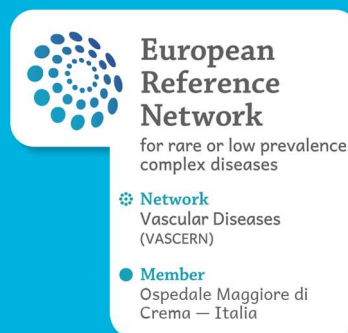 European
Reference
Network
for rare or low prevalence
complex diseases
Network
Vascular Diseases
(VASCERN)
Member
Ospedale Maggiore di
Crema — Italia